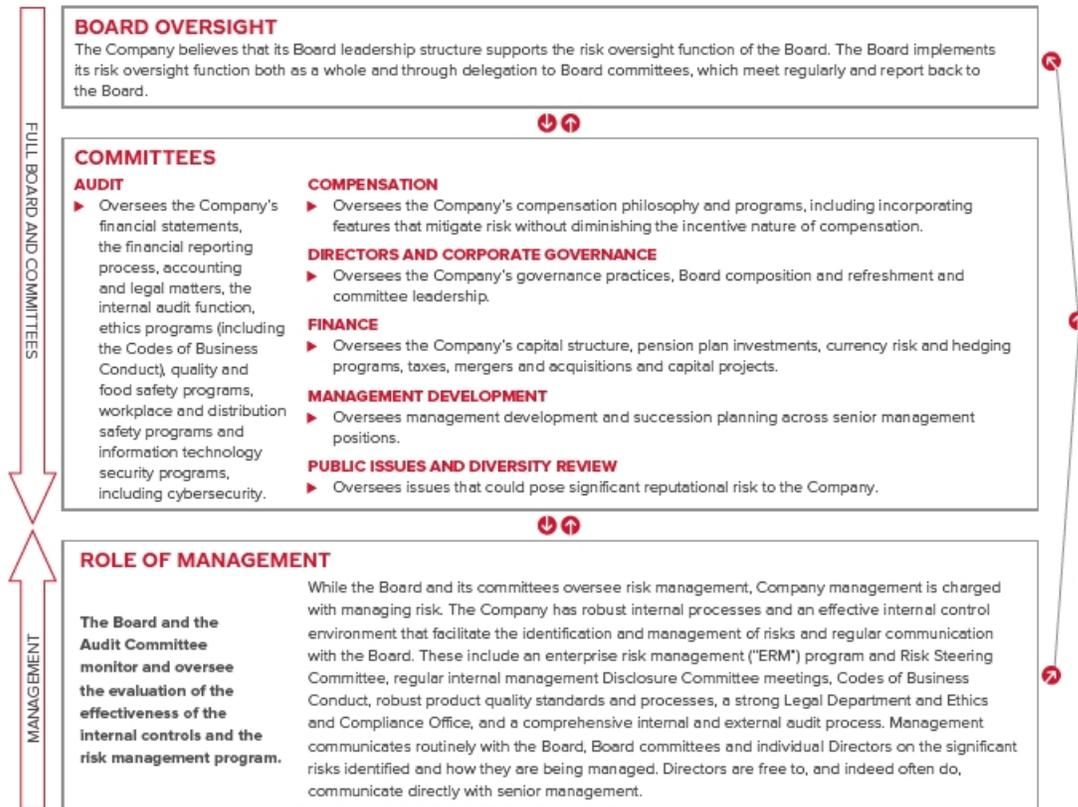 FULL BOARD AND COMMITTEES
BOARD OVERSIGHT
The Company believes that its Board leadership structure supports the risk oversight function of the Board. The Board implements
its risk oversight function both as a whole and through delegation to Board committees, which meet regularly and report back to
the Board.
COMMITTEES
AUDIT
Oversees the Company's
financial statements,
the financial reporting
process, accounting
and legal matters, the
internal audit function,
ethics programs (including
the Codes of Business
Conduct), quality and
food safety programs,
workplace and distribution
safety programs and
information technology
security programs,
including cybersecurity.
COMPENSATION
Oversees the Company's compensation philosophy and programs, including incorporating
features that mitigate risk without diminishing the incentive nature of compensation.
DIRECTORS AND CORPORATE GOVERNANCE
Oversees the Company's governance practices, Board composition and refreshment and
committee leadership.
FINANCE
Oversees the Company's capital structure, pension plan investments, currency risk and hedging
programs, taxes, mergers and acquisitions and capital projects.
MANAGEMENT DEVELOPMENT
Oversees management development and succession planning across senior management
positions.
PUBLIC ISSUES AND DIVERSITY REVIEW
Oversees issues that could pose significant reputational risk to the Company.
MANAGEMENT
ROLE OF MANAGEMENT
The Board and the
Audit Committee
monitor and oversee
the evaluation of the
effectiveness of the
internal controls and the
risk management program.
While the Board and its committees oversee risk management, Company management is charged
with managing risk. The Company has robust internal processes and an effective internal control
environment that facilitate the identification and management of risks and regular communication
with the Board. These include an enterprise risk management ("ERM") program and Risk Steering
Committee, regular internal management Disclosure Committee meetings, Codes of Business
Conduct, robust product quality standards and processes, a strong Legal Department and Ethics
and Compliance Office, and a comprehensive internal and external audit process. Management
communicates routinely with the Board, Board committees and individual Directors on the significant
risks identified and how they are being managed. Directors are free to, and indeed often do,
communicate directly with senior management.